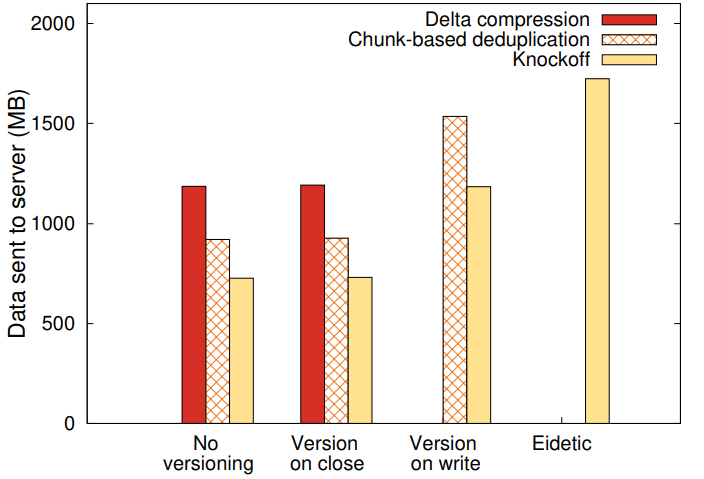 Delta compression
Chunk-based deduplication
Knockoff
Data sent to server (MB)
2000
1500
1000
500
0
No versioning
Version on close
Version on write
Eidetic